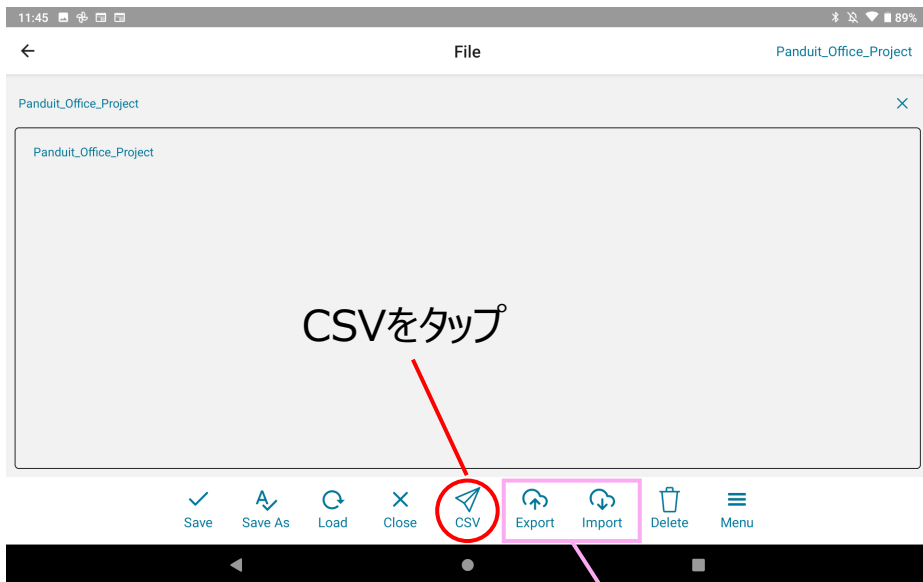 11:45
89%
File
Panduit_Office_Project
Panduit_Office_Project
Panduit_Office_Project
CSVをタップ
Save
Save As
Load
Close
CSV
Export
Import
Delete
Menu